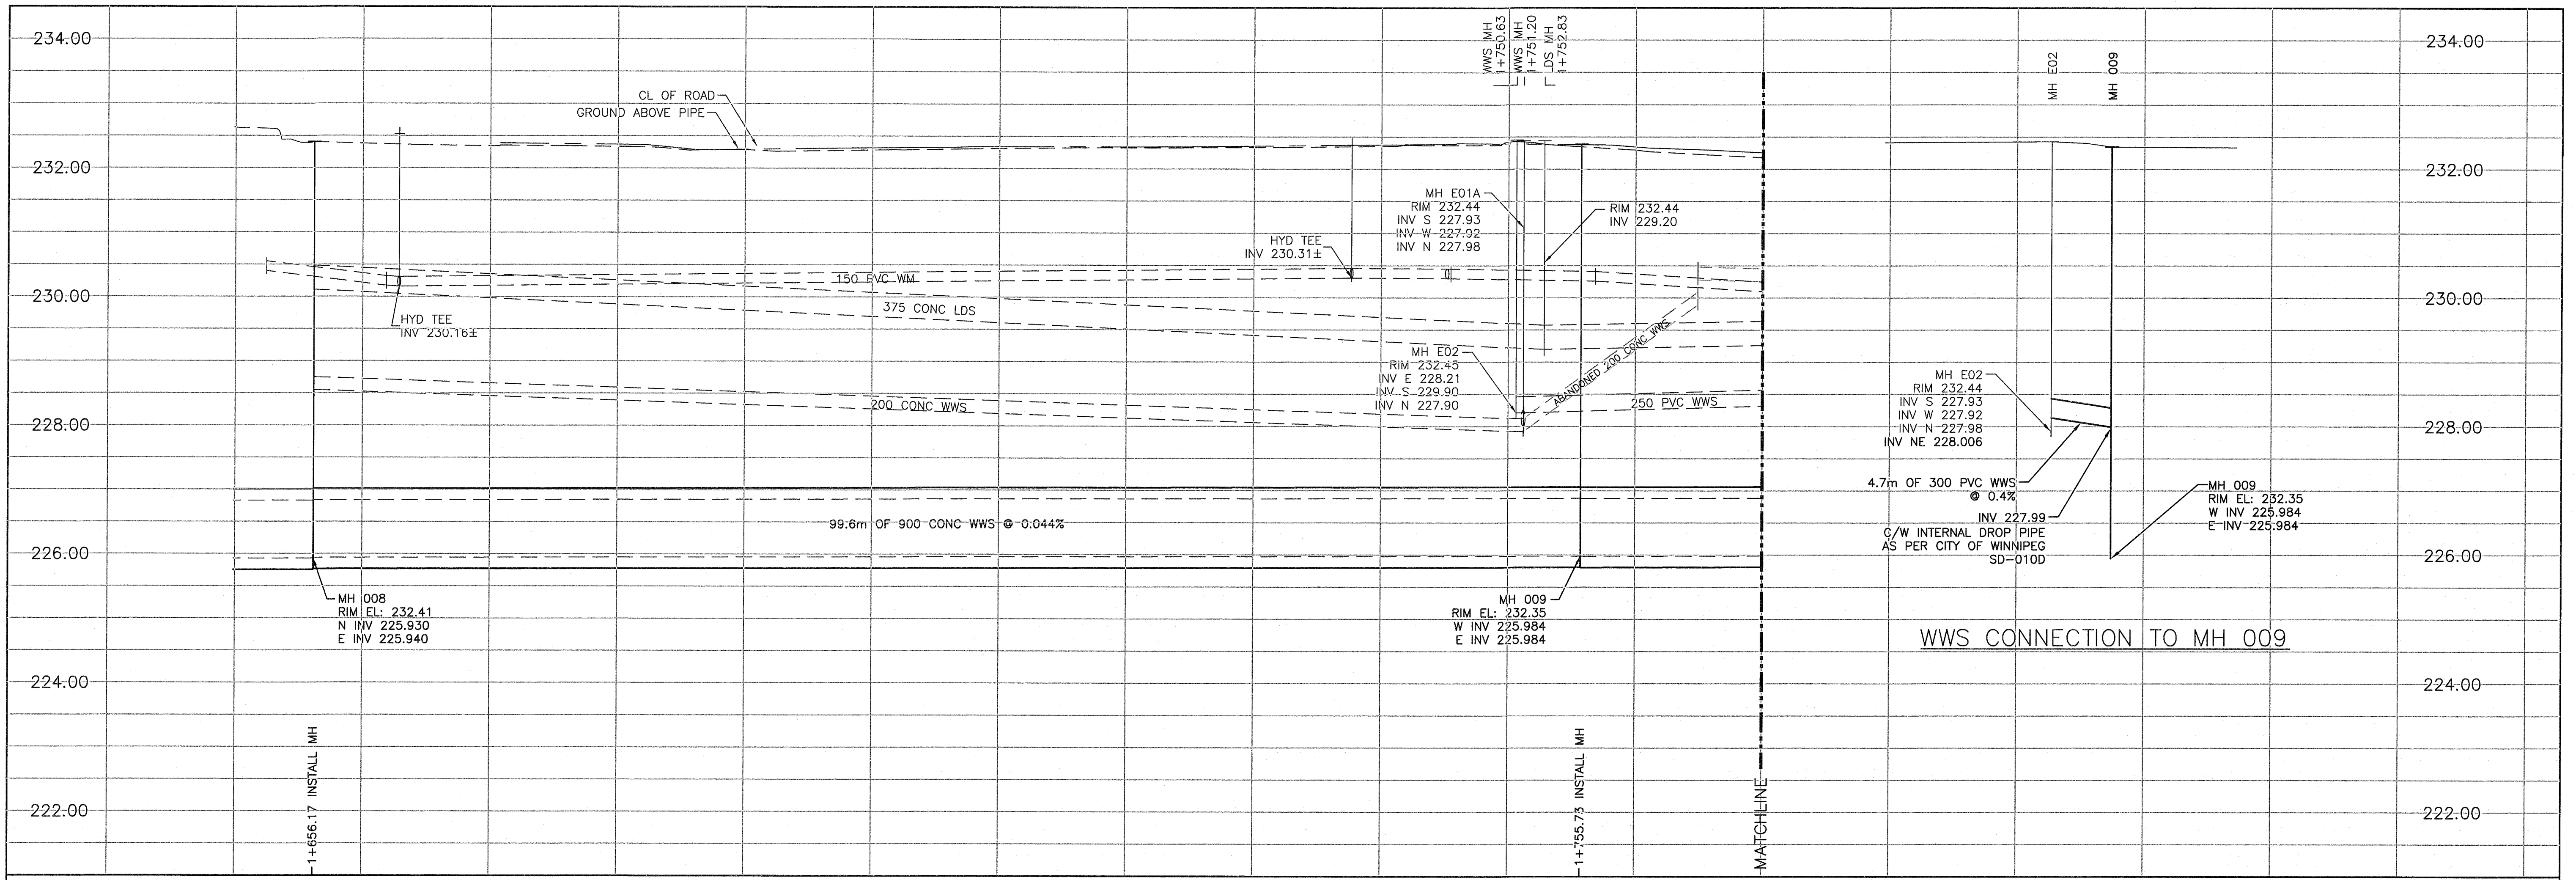 234.00
232.00
230.00
228.00
226.00
224.00
222.00
CL OF ROAD
GROUND ABOVE PIPE
WWS MH
1+750.63
WWS MH
1+751.20
LDS MH
1+752.83
MH E01A
RIM 232.44
INV S 227.93
INV W 227.92
INV N 227.98
RIM 232.44
INV 229.20
HYD TEE
INV 230.31±
150 PVC WM
HYD TEE
INV 230.16±
375 CONC LDS
MH E02
RIM 232.45
INV E 228.21
INV S 229.90
INV N 227.90
ABANDONED 200 CONC WWS
200 CONC WWS
250 PVC WWS
99.6m OF 900 CONC WWS @ 0.044%
MH 008
RIM EL: 232.41
N INV 225.930
E INV 225.940
MH 009
RIM EL: 232.35
W INV 225.984
E INV 225.984
1+656.17 INSTALL MH
1+755.73 INSTALL MH
MATCHLINE
MH E02
MH 009
MH E02
RIM 232.44
INV S 227.93
INV W 227.92
INV N 227.98
INV NE 228.006
4.7m OF 300 PVC WWS
@ 0.4%
INV 227.99
C/W INTERNAL DROP PIPE
AS PER CITY OF WINNIPEG
SD-010D
MH 009
RIM EL: 232.35
W INV 225.984
E INV 225.984
WWS CONNECTION TO MH 009
234.00
232.00
230.00
228.00
226.00
224.00
222.00